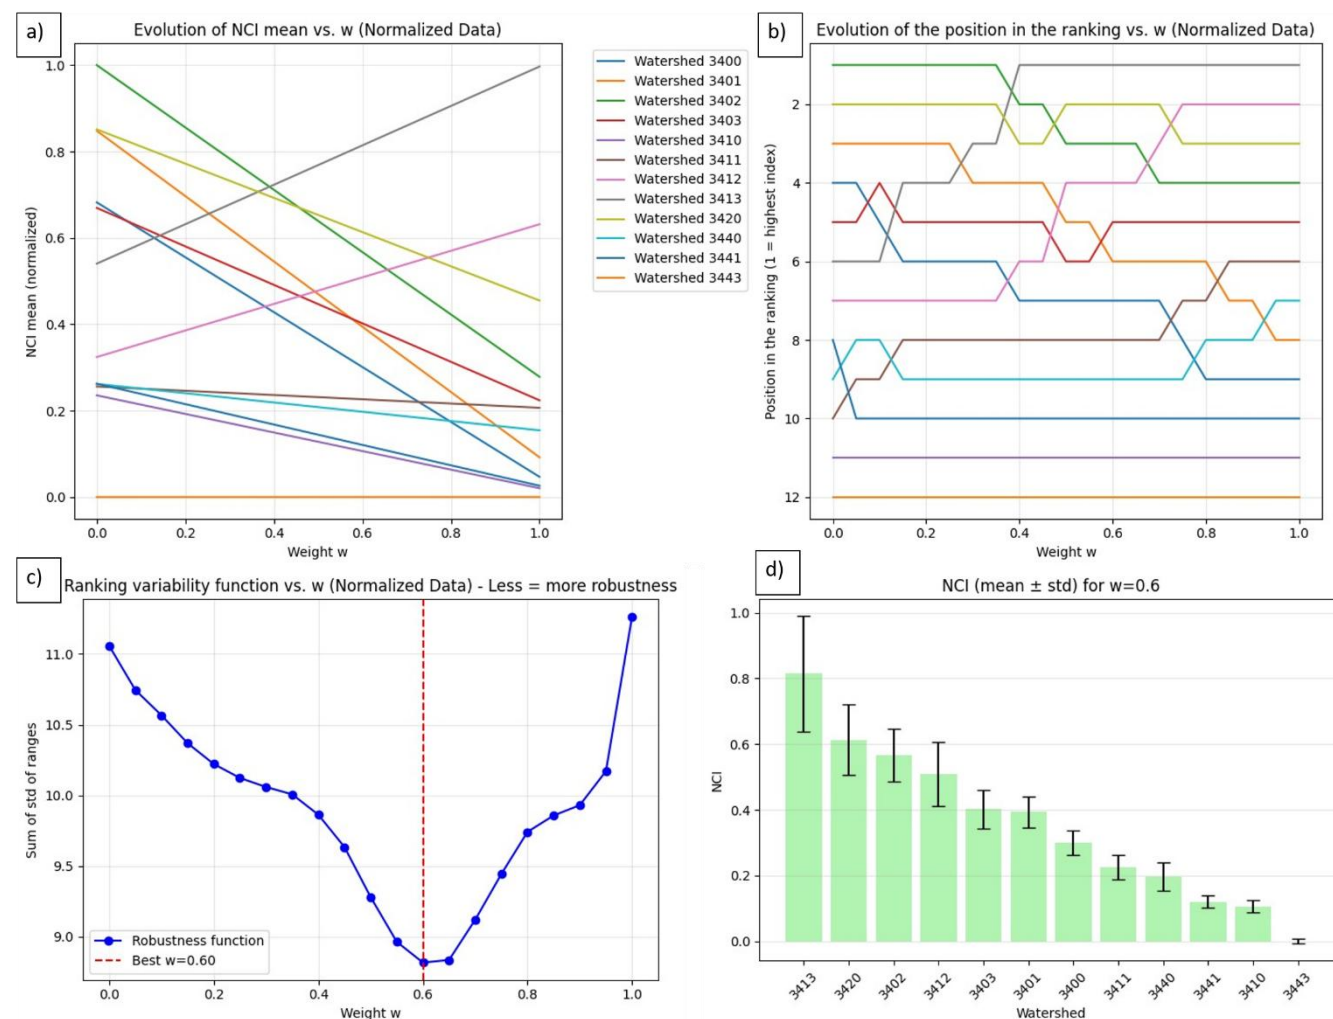 a)
Evolution of NCI mean vs. w (Normalized Data)
NCI mean (normalized)
1.0
0.8
0.6
0.4
0.2
0.0
0.0 0.2 0.4 0.6 0.8 1.0
Weight w
Watershed 3400
Watershed 3401
Watershed 3402
Watershed 3403
Watershed 3410
Watershed 3411
Watershed 3412
Watershed 3413
Watershed 3420
Watershed 3440
Watershed 3441
Watershed 3443
b)
Evolution of the position in the ranking vs. w (Normalized Data)
Position in the ranking (1 = highest index)
2
4
6
8
10
12
0.0 0.2 0.4 0.6 0.8 1.0
Weight w
c)
Ranking variability function vs. w (Normalized Data) - Less = more robustness
Sum of std of ranges
11.0
10.5
10.0
9.5
9.0
Robustness function
Best w=0.60
0.0 0.2 0.4 0.6 0.8 1.0
Weight w
d)
NCI (mean ± std) for w=0.6
NCI
1.0
0.8
0.6
0.4
0.2
0.0
3413 3420 3402 3412 3403 3401 3400 3411 3440 3441 3410 3443
Watershed